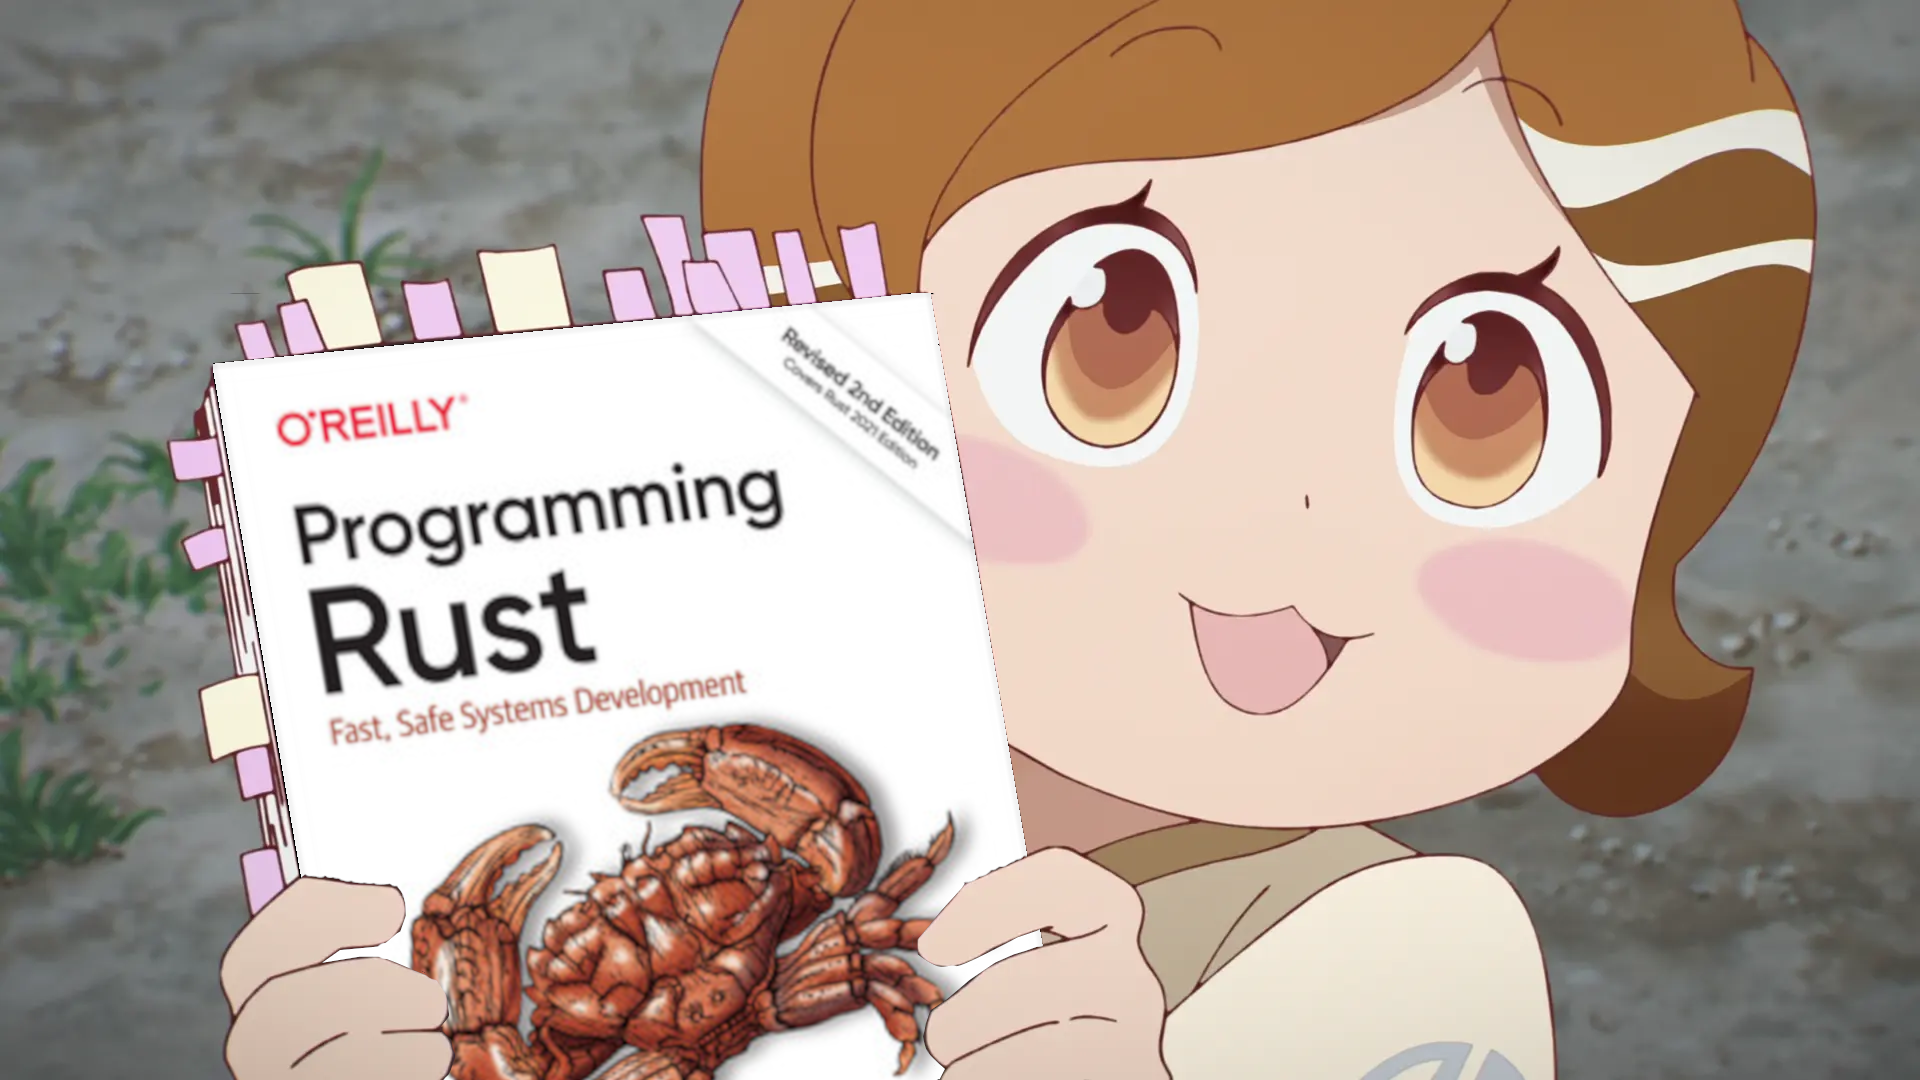 O'REILLY®
Revised 2nd Edition
Covers Rust 2021 Edition
Programming
Rust
Fast, Safe Systems Development